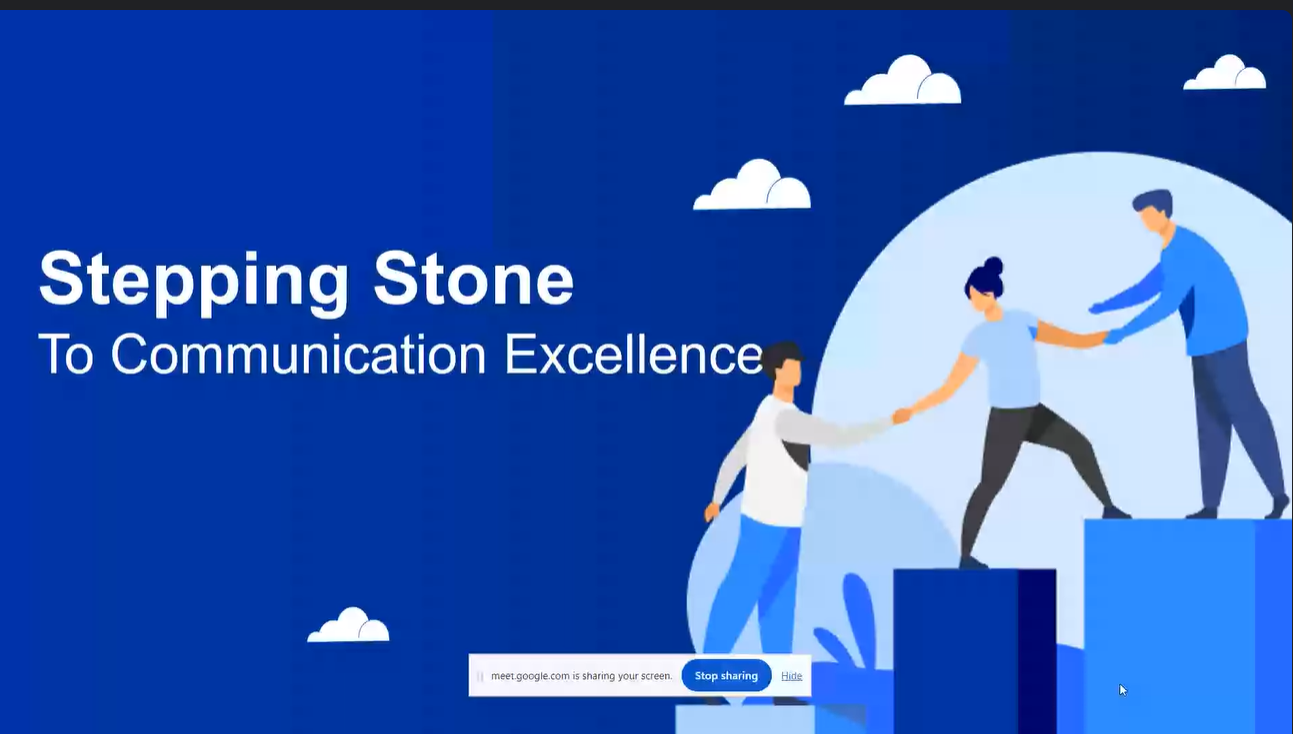 Stepping Stone
To Communication Excellence
meet.google.com is sharing your screen. Stop sharing Hide